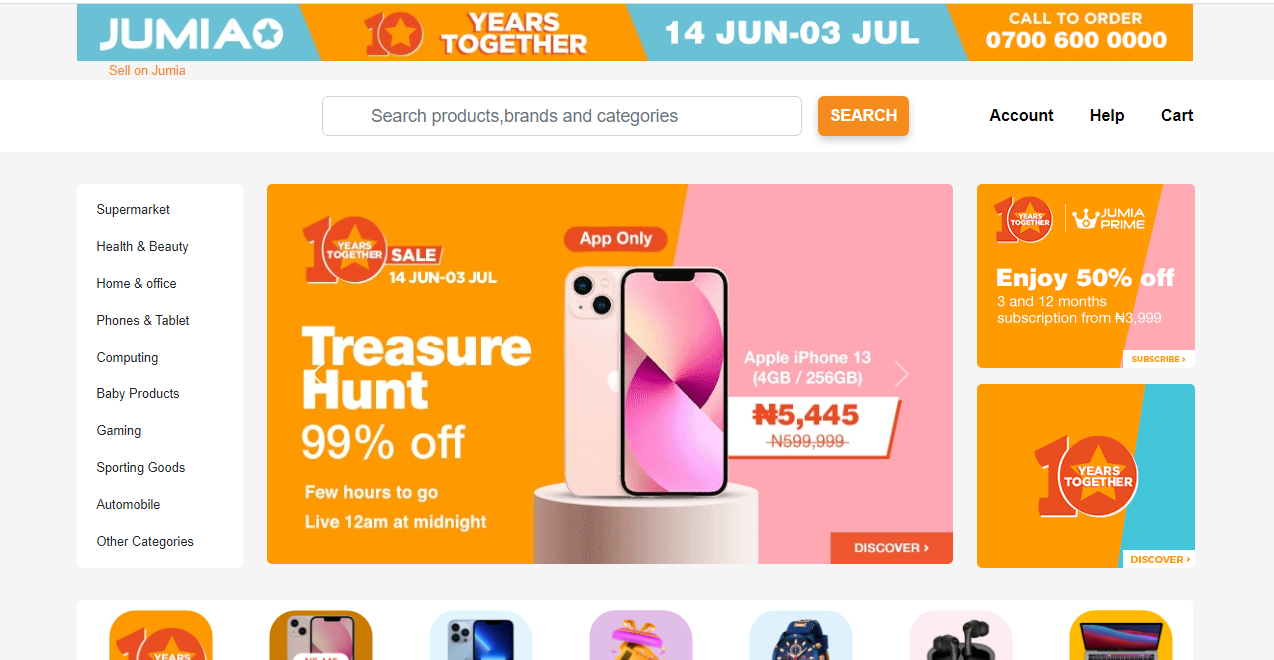 JUMIA
10 YEARS
TOGETHER
14 JUN-03 JUL
CALL TO ORDER
0700 600 0000
Sell on Jumia
Search products,brands and categories
SEARCH
Account
Help
Cart
Supermarket
Health & Beauty
Home & office
Phones & Tablet
Computing
Baby Products
Gaming
Sporting Goods
Automobile
Other Categories
10 YEARS
TOGETHER
SALE
14 JUN-03 JUL
App Only
Treasure
Hunt
99% off
Few hours to go
Live 12am at midnight
Apple iPhone 13
(4GB / 256GB)
₦5,445
₦599,999
DISCOVER ›
10 YEARS
TOGETHER
JUMIA
PRIME
Enjoy 50% off
3 and 12 months
subscription from ₦3,999
SUBSCRIBE ›
10 YEARS
TOGETHER
DISCOVER ›
10 YEARS